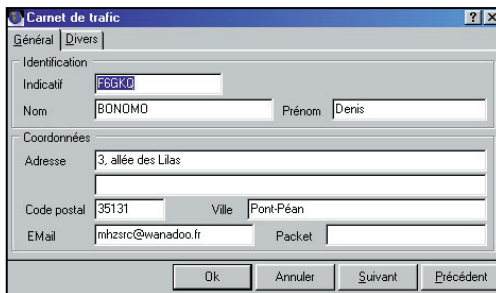 Carnet de trafic
Général Divers
Identification
Indicatif F6GKQ
Nom BONOMO Prénom Denis
Coordonnées
Adresse 3, allée des Lilas
Code postal 35131 Ville Pont-Péan
EMail mhzsrc@wanadoo.fr Packet
Ok Annuler Suivant Précédent